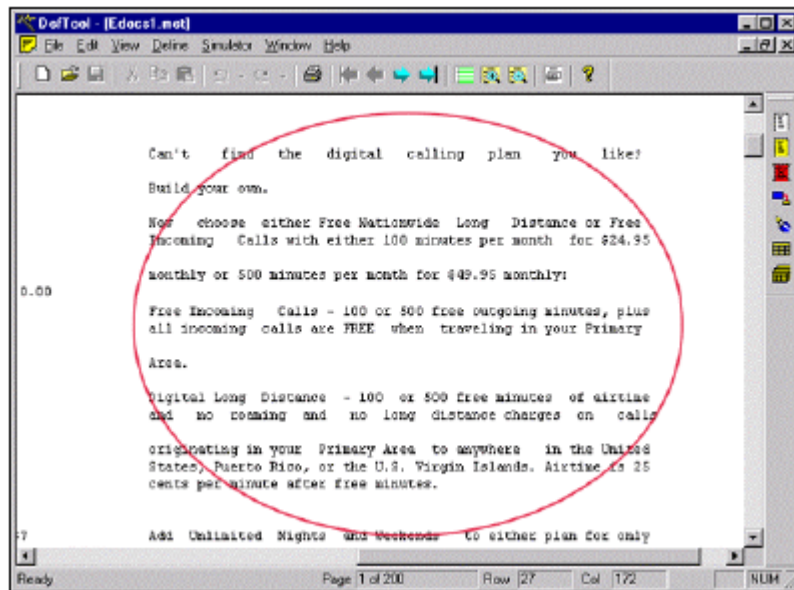 DefTool - [Edocs1.mot]
File Edit View Define Simulator Window Help
Can't find the digital calling plan you like?
Build your own.
Now choose either Free Nationwide Long Distance or Free
Incoming Calls with either 100 minutes per month for $24.95
monthly or 500 minutes per month for $49.95 monthly:
0.00
Free Incoming Calls - 100 or 500 free outgoing minutes, plus
all incoming calls are FREE when traveling in your Primary
Area.
Digital Long Distance - 100 or 500 free minutes of airtime
and no roaming and no long distance charges on calls
originating in your Primary Area to anywhere in the United
States, Puerto Rico, or the U.S. Virgin Islands. Airtime is 25
cents per minute after free minutes.
Add Unlimited Nights and Weekends to either plan for only
Ready Page 1 of 200 Row 27 Col 172 NUM